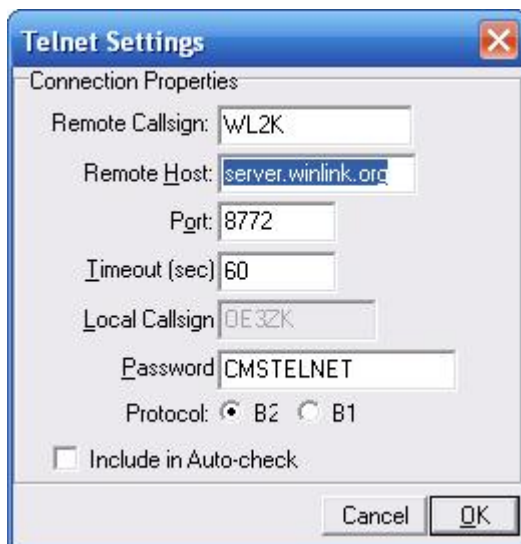 Telnet Settings
Connection Properties
Remote Callsign: WL2K
Remote Host: server.winlink.org
Port: 8772
Timeout (sec) 60
Local Callsign OE3ZK
Password CMSTELNET
Protocol: B2 B1
Include in Auto-check
Cancel OK